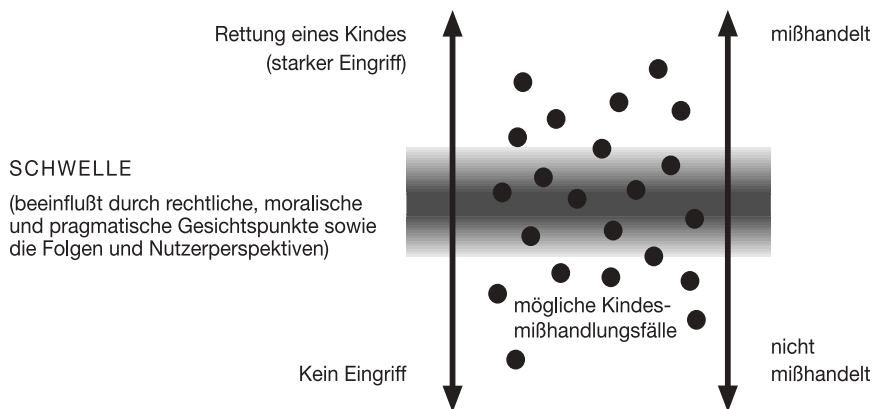 Rettung eines Kindes
(starker Eingriff)
mißhandelt
SCHWELLE
(beeinflußt durch rechtliche, moralische
und pragmatische Gesichtspunkte sowie
die Folgen und Nutzerperspektiven)
mögliche Kindes-
mißhandlungsfälle
Kein Eingriff
nicht
mißhandelt